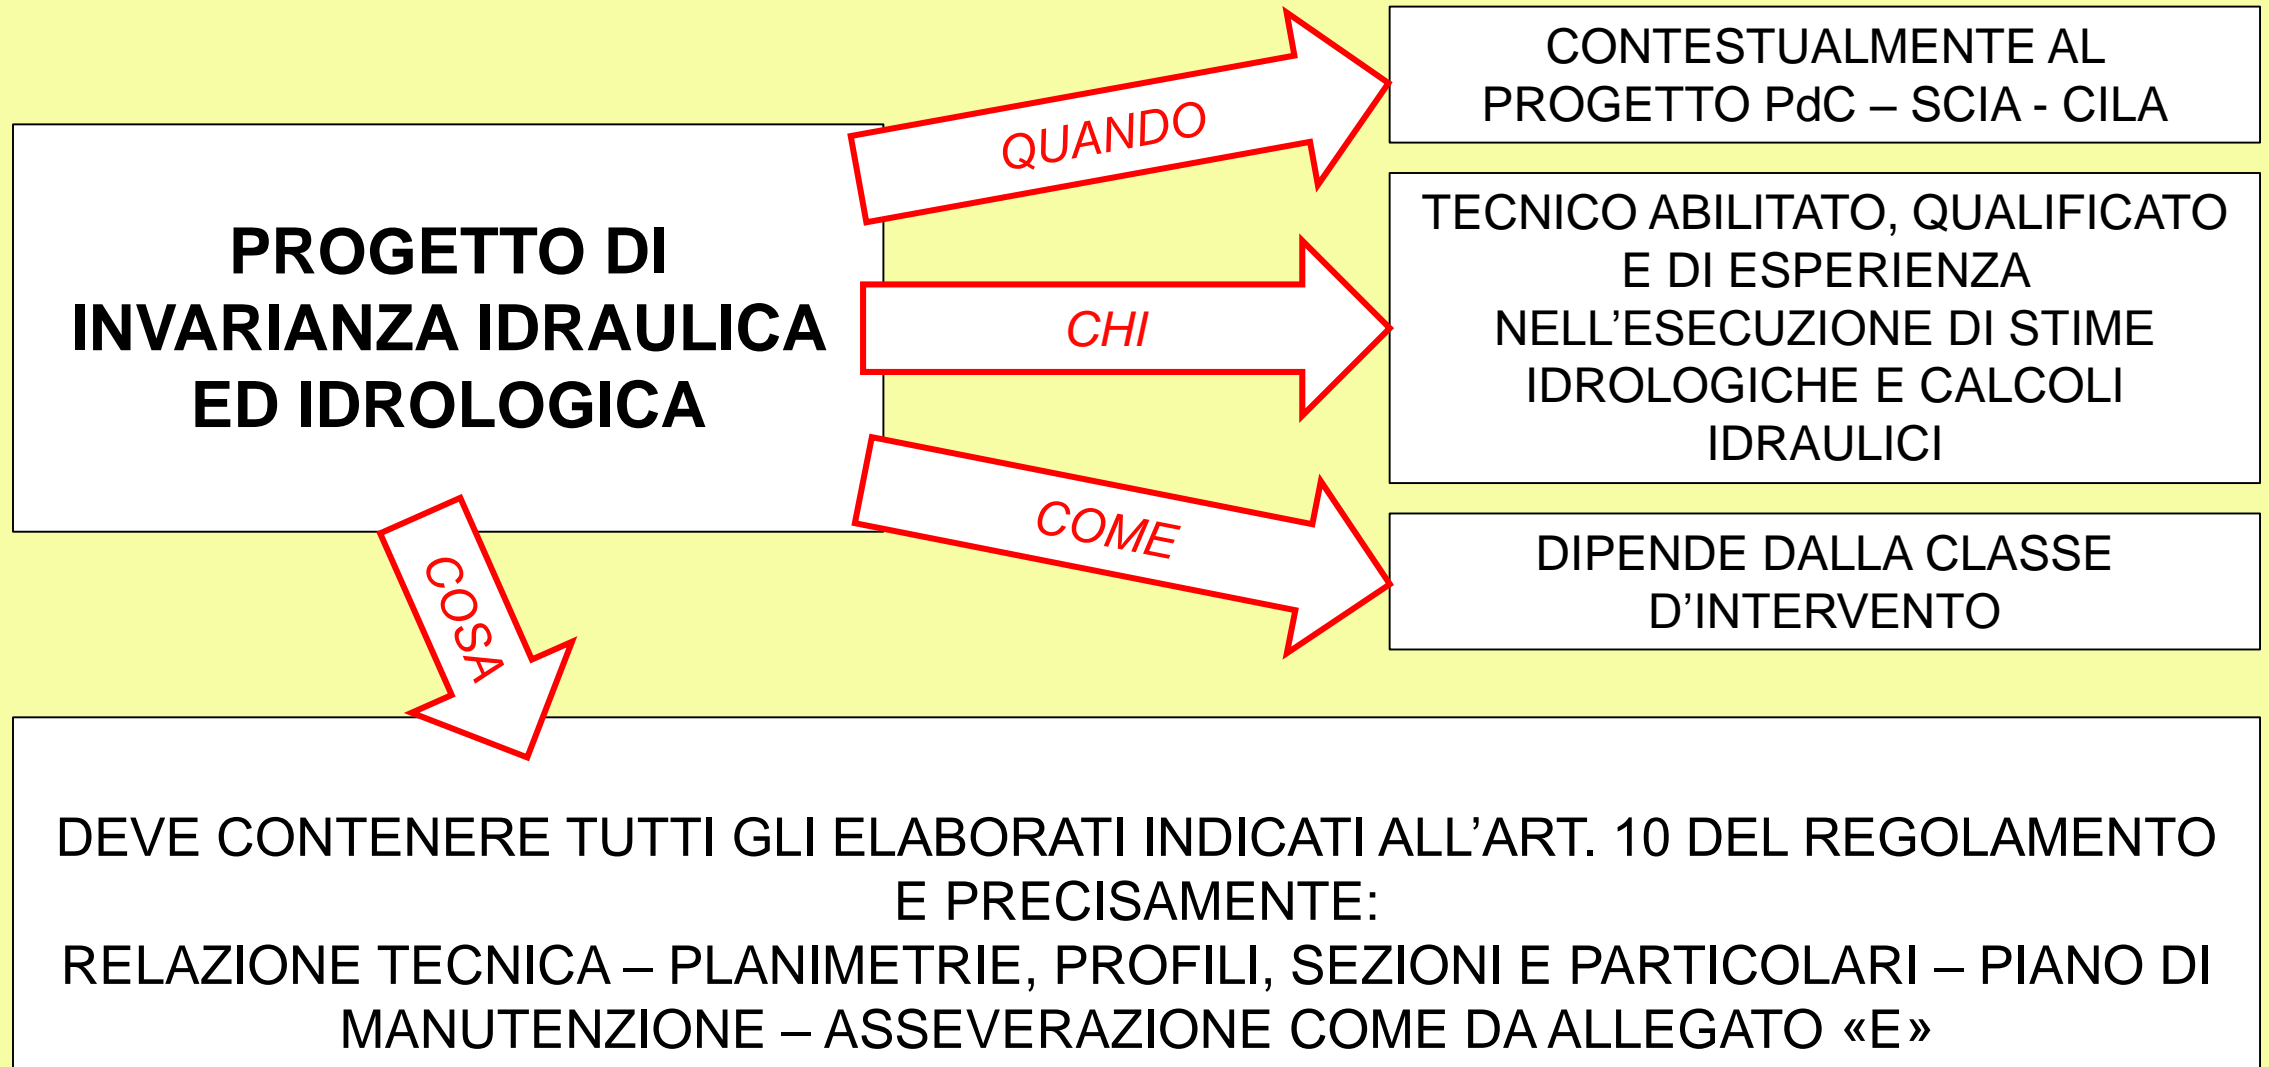 PROGETTO DI
INVARIANZA IDRAULICA
ED IDROLOGICA
QUANDO
CONTESTUALMENTE AL
PROGETTO PdC – SCIA - CILA
CHI
TECNICO ABILITATO, QUALIFICATO
E DI ESPERIENZA
NELL’ESECUZIONE DI STIME
IDROLOGICHE E CALCOLI
IDRAULICI
COME
DIPENDE DALLA CLASSE
D’INTERVENTO
COSA
DEVE CONTENERE TUTTI GLI ELABORATI INDICATI ALL’ART. 10 DEL REGOLAMENTO
E PRECISAMENTE:
RELAZIONE TECNICA – PLANIMETRIE, PROFILI, SEZIONI E PARTICOLARI – PIANO DI
MANUTENZIONE – ASSEVERAZIONE COME DA ALLEGATO «E»